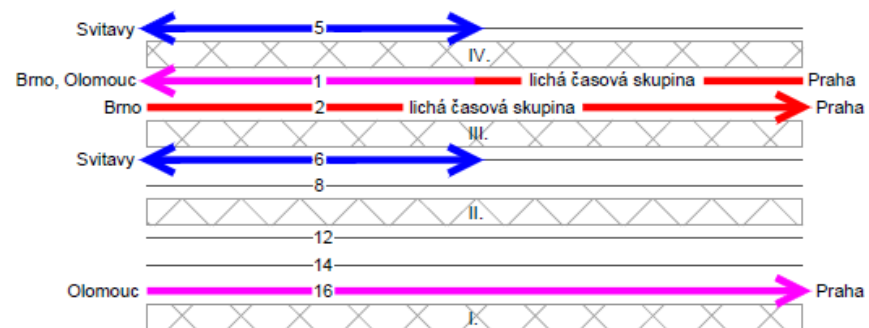 Svitavy 5
IV.
Brno, Olomouc 1 lichá časová skupina Praha
Brno 2 lichá časová skupina Praha
III.
Svitavy 6
8
II.
12
14
Olomouc 16 Praha
I.